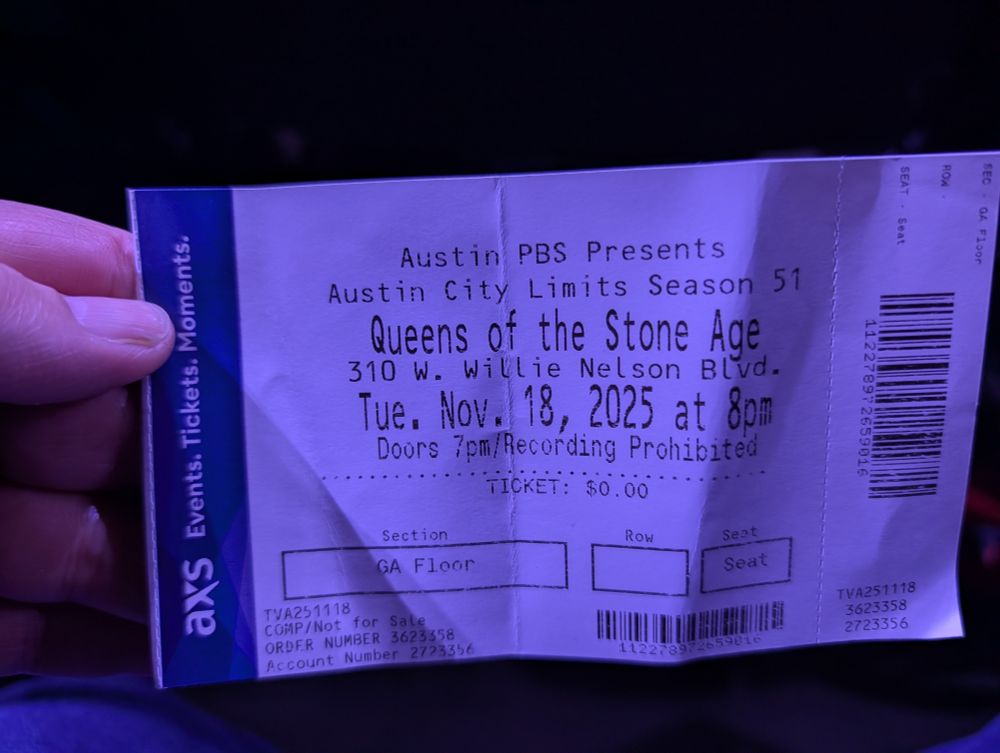 axs Events. Tickets. Moments.
Austin PBS Presents
Austin City Limits Season 51
Queens of the Stone Age
310 W. Willie Nelson Blvd.
Tue. Nov. 18, 2025 at 8pm
Doors 7pm/Recording Prohibited
TICKET: $0.00
Section
Row
Seat
GA Floor
Seat
TVA251118
COMP/Not for Sale
ORDER NUMBER 3623358
Account Number 2723356
112278972659016
SEC . GA Floor
ROW .
SEAT . Seat
112278972659016
TVA251118
3623358
2723356